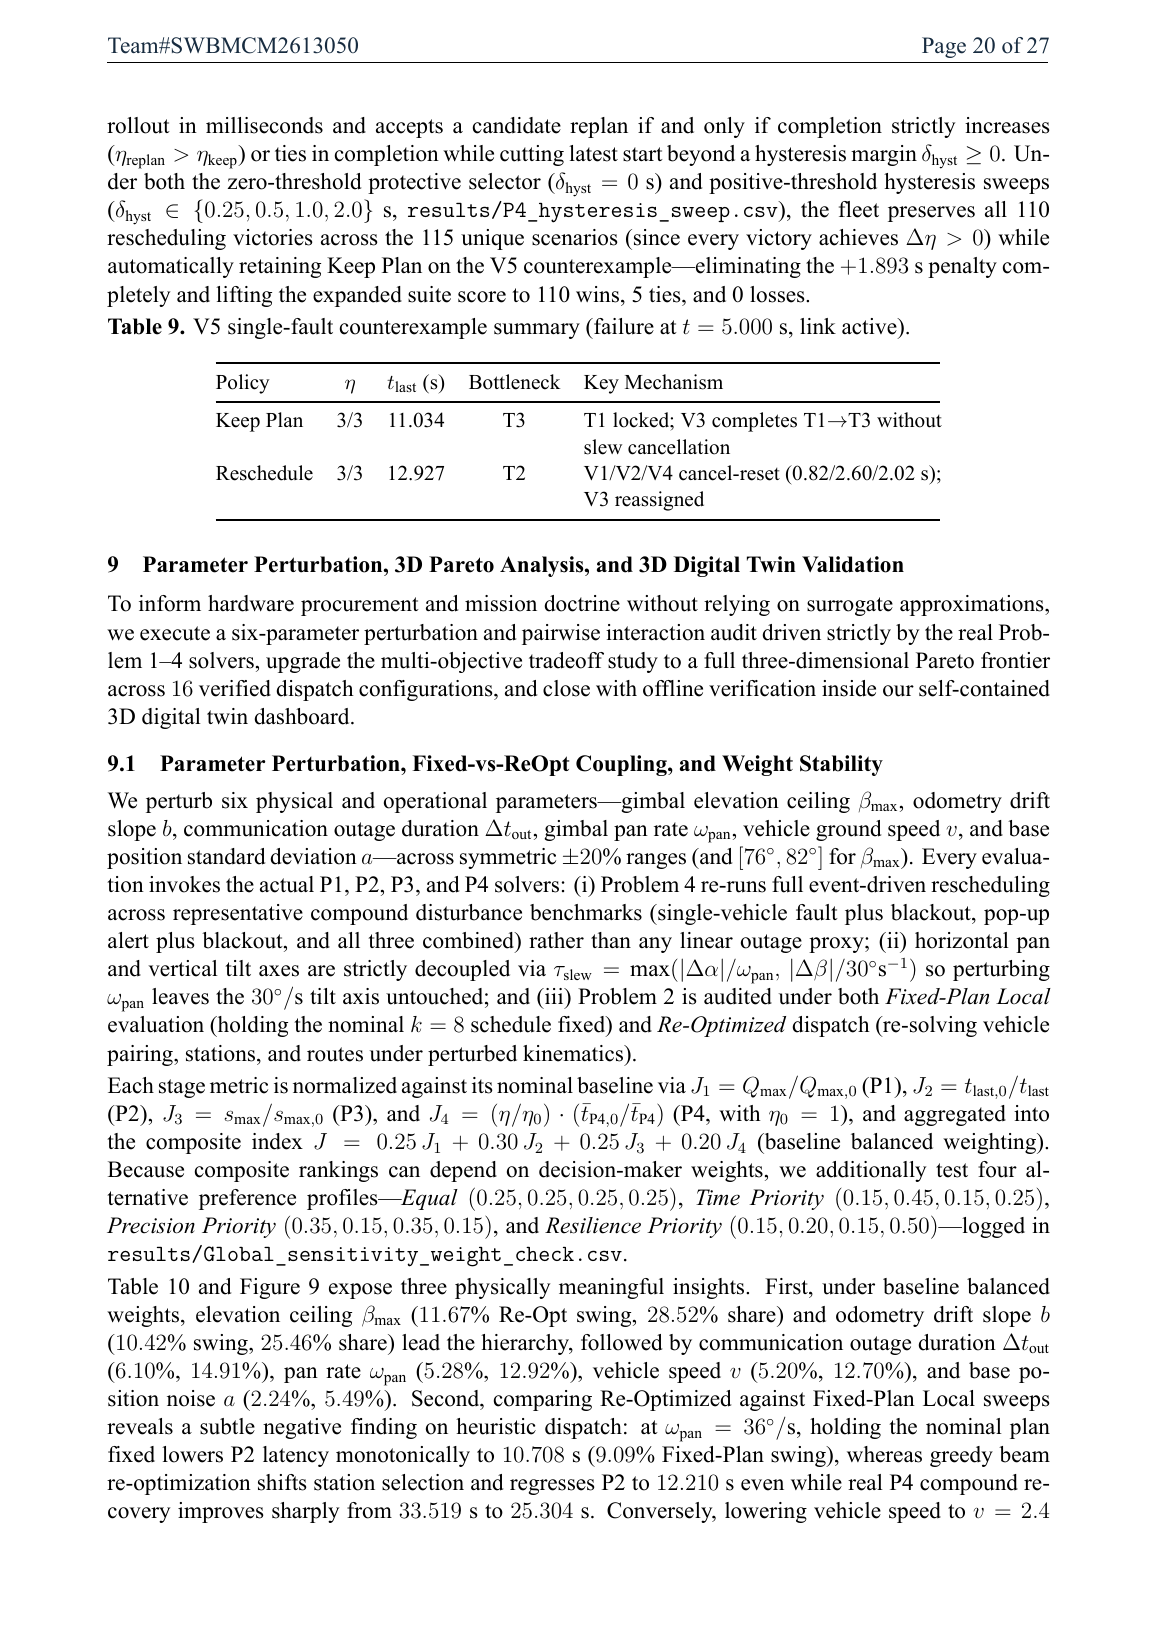 Team#SWBMCM2613050 Page 20 of 27
rollout in milliseconds and accepts a candidate replan if and only if completion strictly increases
(η_replan > η_keep) or ties in completion while cutting latest start beyond a hysteresis margin δ_hyst ≥ 0. Un-
der both the zero-threshold protective selector (δ_hyst = 0 s) and positive-threshold hysteresis sweeps
(δ_hyst ∈ {0.25, 0.5, 1.0, 2.0} s, results/P4_hysteresis_sweep.csv), the fleet preserves all 110
rescheduling victories across the 115 unique scenarios (since every victory achieves Δη > 0) while
automatically retaining Keep Plan on the V5 counterexample—eliminating the +1.893 s penalty com-
pletely and lifting the expanded suite score to 110 wins, 5 ties, and 0 losses.
Table 9. V5 single-fault counterexample summary (failure at t = 5.000 s, link active).
Policy η t_last (s) Bottleneck Key Mechanism
Keep Plan 3/3 11.034 T3 T1 locked; V3 completes T1→T3 without
slew cancellation
Reschedule 3/3 12.927 T2 V1/V2/V4 cancel-reset (0.82/2.60/2.02 s);
V3 reassigned
9 Parameter Perturbation, 3D Pareto Analysis, and 3D Digital Twin Validation
To inform hardware procurement and mission doctrine without relying on surrogate approximations,
we execute a six-parameter perturbation and pairwise interaction audit driven strictly by the real Prob-
lem 1–4 solvers, upgrade the multi-objective tradeoff study to a full three-dimensional Pareto frontier
across 16 verified dispatch configurations, and close with offline verification inside our self-contained
3D digital twin dashboard.
9.1 Parameter Perturbation, Fixed-vs-ReOpt Coupling, and Weight Stability
We perturb six physical and operational parameters—gimbal elevation ceiling β_max, odometry drift
slope b, communication outage duration Δt_out, gimbal pan rate ω_pan, vehicle ground speed v, and base
position standard deviation a—across symmetric ±20% ranges (and [76°, 82°] for β_max). Every evalua-
tion invokes the actual P1, P2, P3, and P4 solvers: (i) Problem 4 re-runs full event-driven rescheduling
across representative compound disturbance benchmarks (single-vehicle fault plus blackout, pop-up
alert plus blackout, and all three combined) rather than any linear outage proxy; (ii) horizontal pan
and vertical tilt axes are strictly decoupled via τ_slew = max(|Δα|/ω_pan, |Δβ|/30°s⁻¹) so perturbing
ω_pan leaves the 30°/s tilt axis untouched; and (iii) Problem 2 is audited under both Fixed-Plan Local
evaluation (holding the nominal k = 8 schedule fixed) and Re-Optimized dispatch (re-solving vehicle
pairing, stations, and routes under perturbed kinematics).
Each stage metric is normalized against its nominal baseline via J₁ = Q_max/Q_max,0 (P1), J₂ = t_last,0/t_last
(P2), J₃ = s_max/s_max,0 (P3), and J₄ = (η/η₀) · (t̄_P4,0/t̄_P4) (P4, with η₀ = 1), and aggregated into
the composite index J = 0.25 J₁ + 0.30 J₂ + 0.25 J₃ + 0.20 J₄ (baseline balanced weighting).
Because composite rankings can depend on decision-maker weights, we additionally test four al-
ternative preference profiles—Equal (0.25, 0.25, 0.25, 0.25), Time Priority (0.15, 0.45, 0.15, 0.25),
Precision Priority (0.35, 0.15, 0.35, 0.15), and Resilience Priority (0.15, 0.20, 0.15, 0.50)—logged in
results/Global_sensitivity_weight_check.csv.
Table 10 and Figure 9 expose three physically meaningful insights. First, under baseline balanced
weights, elevation ceiling β_max (11.67% Re-Opt swing, 28.52% share) and odometry drift slope b
(10.42% swing, 25.46% share) lead the hierarchy, followed by communication outage duration Δt_out
(6.10%, 14.91%), pan rate ω_pan (5.28%, 12.92%), vehicle speed v (5.20%, 12.70%), and base po-
sition noise a (2.24%, 5.49%). Second, comparing Re-Optimized against Fixed-Plan Local sweeps
reveals a subtle negative finding on heuristic dispatch: at ω_pan = 36°/s, holding the nominal plan
fixed lowers P2 latency monotonically to 10.708 s (9.09% Fixed-Plan swing), whereas greedy beam
re-optimization shifts station selection and regresses P2 to 12.210 s even while real P4 compound re-
covery improves sharply from 33.519 s to 25.304 s. Conversely, lowering vehicle speed to v = 2.4